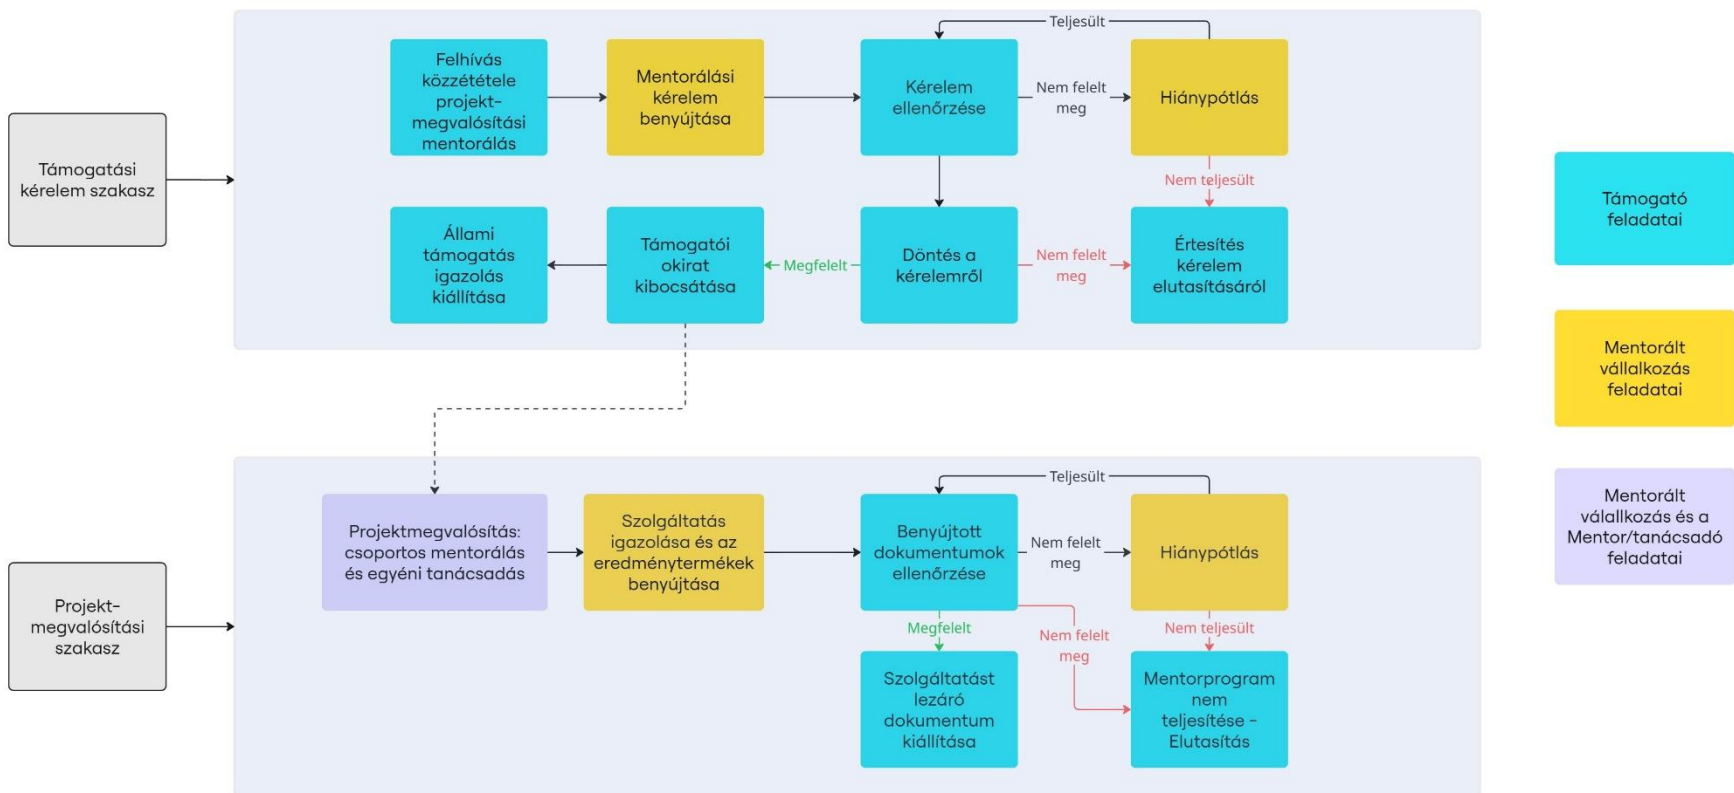 Teljesült
Felhívás
közzététele
projekt-
megvalósítási
mentorálás
Mentorálási
kérelem
benyújtása
Kérelem
ellenőrzése
Nem felelt
meg
Hiánypótlás
Támogatási
kérelem szakasz
Nem teljesült
Támogató
feladatai
Állami
támogatás
igazolás
kiállítása
Támogatói
okirat
kibocsátása
Megfelelt
Döntés a
kérelemről
Nem felelt
meg
Értesítés
kérelem
elutasításáról
Mentorált
vállalkozás
feladatai
Teljesült
Projektmegvalósítás:
csoportos mentorálás
és egyéni tanácsadás
Szolgáltatás
igazolása és az
eredménytermékek
benyújtása
Benyújtott
dokumentumok
ellenőrzése
Nem felelt
meg
Hiánypótlás
Mentorált
válallkozás és a
Mentor/tanácsadó
feladatai
Projekt-
megvalósítási
szakasz
Megfelelt
Nem felelt
meg
Nem teljesült
Szolgáltatást
lezáró
dokumentum
kiállítása
Mentorprogram
nem
teljesítése -
Elutasítás